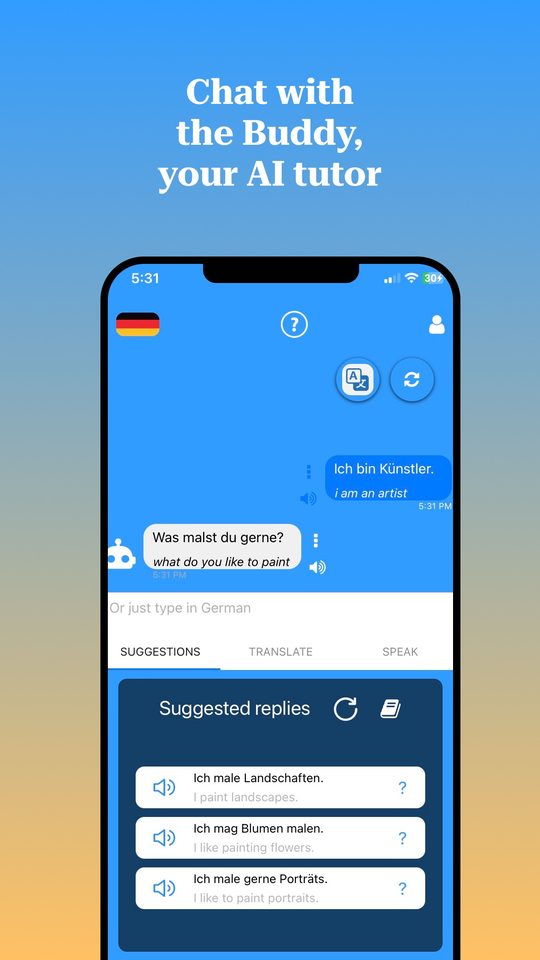 Chat with
the Buddy,
your AI tutor
5:31
30
?
A
Ich bin Künstler.
i am an artist
5:31 PM
Was malst du gerne?
what do you like to paint
5:31 PM
Or just type in German
SUGGESTIONS TRANSLATE SPEAK
Suggested replies
Ich male Landschaften.
I paint landscapes.
?
Ich mag Blumen malen.
I like painting flowers.
?
Ich male gerne Porträts.
I like to paint portraits.
?